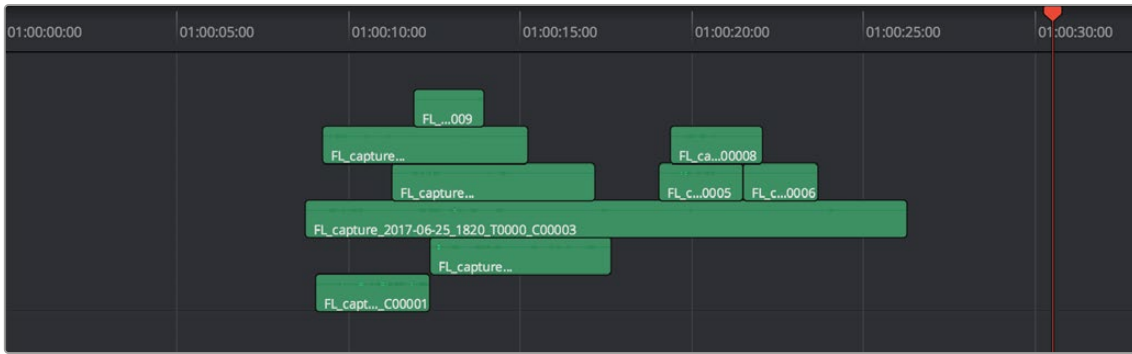 01:00:00:00 01:00:05:00 01:00:10:00 01:00:15:00 01:00:20:00 01:00:25:00 01:00:30:00
FL_...009
FL_capture... FL_ca...00008
FL_capture... FL_c...0005 FL_c...0006
FL_capture_2017-06-25_1820_T0000_C00003
FL_capture...
FL_capt..._C00001